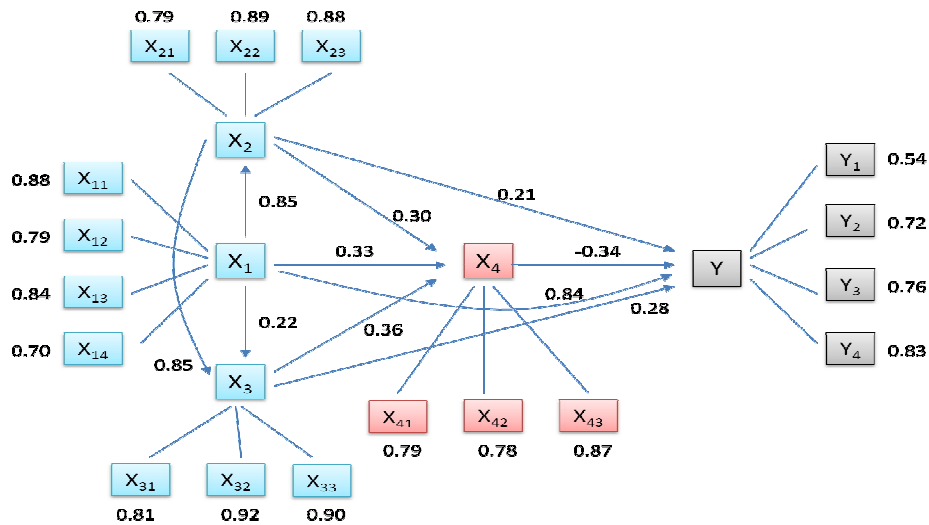 0.79 0.89 0.88
X21 X22 X23
X2
X11 0.88
0.85
0.21
0.30
Y1 0.54
X12 0.79
X1
0.33
X4
-0.34
Y
Y2 0.72
X13 0.84
0.84
0.28
Y3 0.76
0.22
0.36
X14 0.70
0.85
X3
Y4 0.83
X41 X42 X43
0.79 0.78 0.87
X31 X32 X33
0.81 0.92 0.90